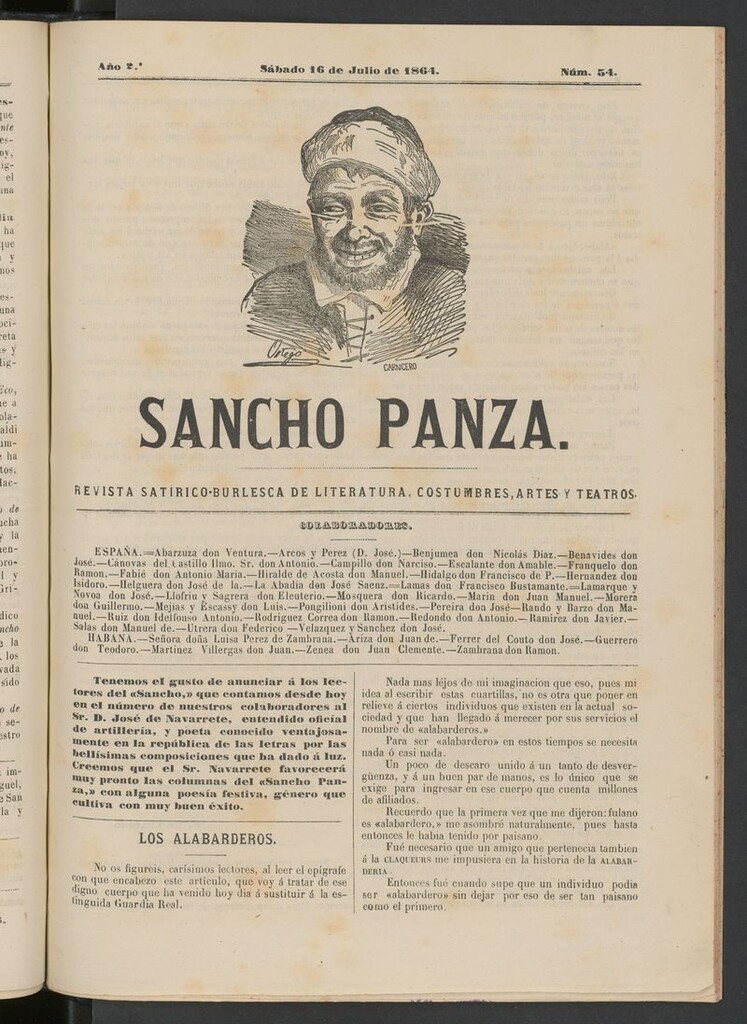 Año 2.º
Sábado 16 de Julio de 1864.
Núm. 54.
Ortego
CARNICERO
SANCHO PANZA.
REVISTA SATÍRICO-BURLESCA DE LITERATURA, COSTUMBRES, ARTES Y TEATROS.
COLABORADORES.
ESPAÑA.=Abarzuza don Ventura.—Arcos y Perez (D. José.)—Benjumea don Nicolás Diaz.—Benavides don
José.—Cánovas del Castillo Ilmo. Sr. don Antonio.—Campillo don Narciso.—Escalante don Amable.—Franquelo don
Ramon.—Fabié don Antonio Maria.—Hiralde de Acosta don Manuel.—Hidalgo don Francisco de P.—Hernandez don
Isidoro.—Helguera don José de la.—La Abadia don José Saenz.—Lamas don Francisco Bustamante.—Lamarque y
Novoa don José.—Llofriu y Sagrera don Eleuterio.—Mosquera don Ricardo.—Marin don Juan Manuel.—Morera
don Guillermo.—Mejías y Escassy don Luis.—Pongilioni don Aristides.—Pereira don José—Rando y Barzo don Ma-
nuel.—Ruiz don Idelfonso Antonio.—Rodriguez Correa don Ramon.—Redondo don Antonio.—Ramirez don Javier.—
Salas don Manuel de.—Utrera don Federico—Velazquez y Sanchez don José.
HABANA.—Señora doña Luisa Perez de Zambrana.—Ariza don Juan de.—Ferrer del Couto don José.—Guerrero
don Teodoro.—Martinez Villergas don Juan.—Zenea don Juan Clemente.—Zambrana don Ramon.
Tenemos el gusto de anunciar á los lec-
tores del «Sancho,» que contamos desde hoy
en el número de nuestros colaboradores al
Sr. D. José de Navarrete, entendido oficial
de artillería, y poeta conocido ventajosa-
mente en la república de las letras por las
bellísimas composiciones que ha dado á luz.
Creemos que el Sr. Navarrete favorecerá
muy pronto las columnas del «Sancho Pan-
za,» con alguna poesía festiva, género que
cultiva con muy buen éxito.
LOS ALABARDEROS.
No os figureis, carísimos lectores, al leer el epígrafe
con que encabezo este artículo, que voy á tratar de ese
digno cuerpo que ha venido hoy dia á sustituir á la es-
tinguida Guardia Real.
Nada mas léjos de mi imaginacion que eso, pues mi
idea al escribir estas cuartillas, no es otra que poner en
relieve á ciertos individuos que existen en la actual so-
ciedad y que han llegado á merecer por sus servicios el
nombre de «alabarderos.»
Para ser «alabardero» en estos tiempos se necesita
nada ó casi nada.
Un poco de descaro unido á un tanto de desver-
güenza, y á un buen par de manos, es lo único que se
exige para ingresar en ese cuerpo que cuenta millones
de afiliados.
Recuerdo que la primera vez que me dijeron: fulano
es «alabardero,» me asombré naturalmente, pues hasta
entonces le habia tenido por paisano.
Fué necesario que un amigo que pertenecia tambien
á la CLAQUEURS me impusiera en la historia de la ALABAR-
DERIA.
Entonces fué cuando supe que un individuo podia
ser «alabardero» sin dejar por eso de ser tan paisano
como el primero.